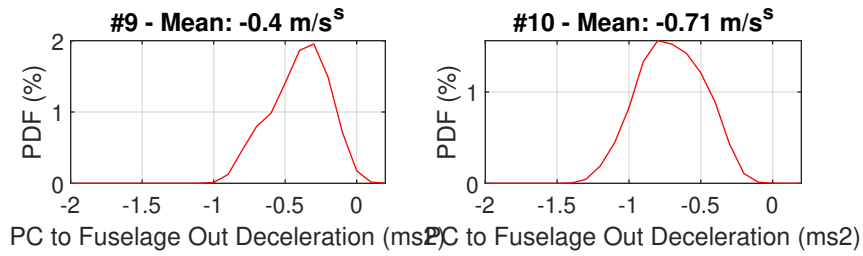 #9 - Mean: -0.4 m/s^s
#10 - Mean: -0.71 m/s^s
PDF (%)
2
1
0
-2 -1.5 -1 -0.5 0
PC to Fuselage Out Deceleration (ms2)
PDF (%)
1
0
-2 -1.5 -1 -0.5 0
PC to Fuselage Out Deceleration (ms2)